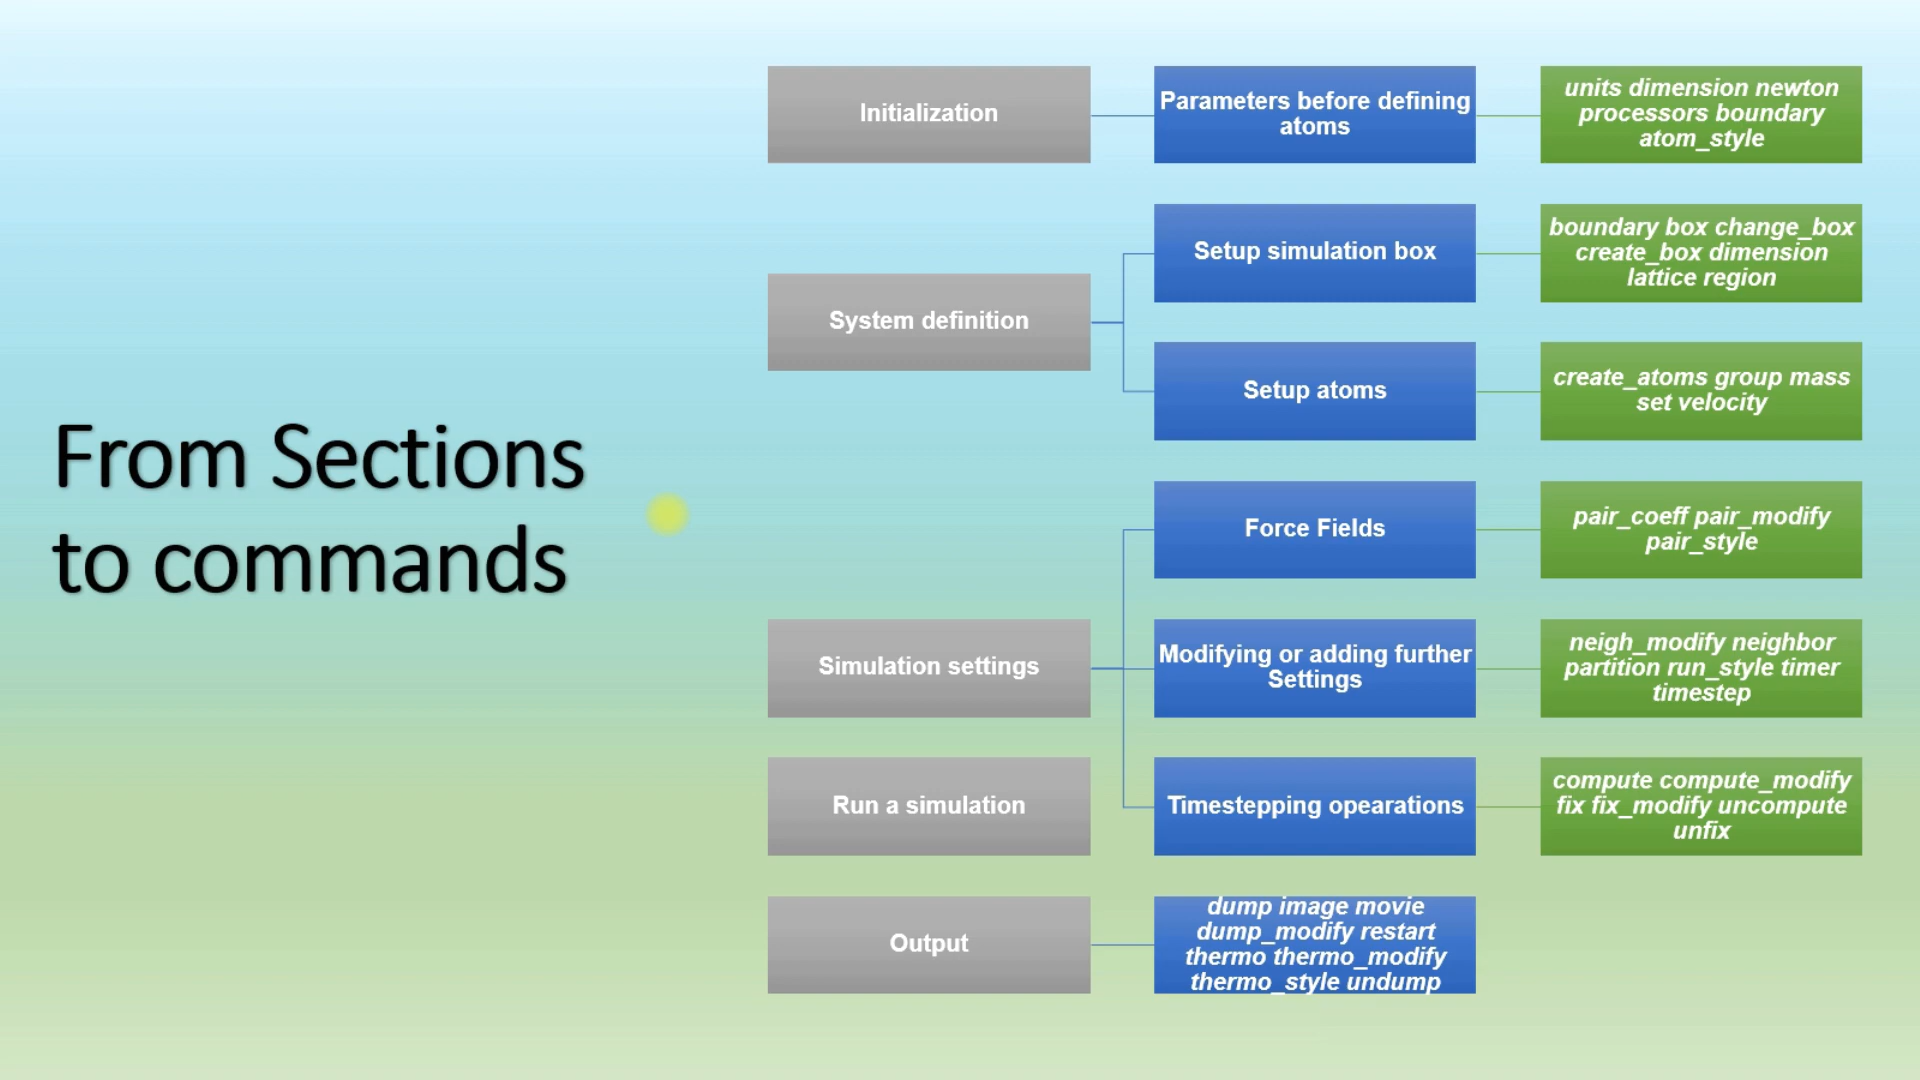 From Sections
to commands
Initialization
Parameters before defining
atoms
units dimension newton
processors boundary
atom_style
System definition
Setup simulation box
boundary box change_box
create_box dimension
lattice region
Setup atoms
create_atoms group mass
set velocity
Simulation settings
Force Fields
pair_coeff pair_modify
pair_style
Modifying or adding further
Settings
neigh_modify neighbor
partition run_style timer
timestep
Timestepping opearations
compute compute_modify
fix fix_modify uncompute
unfix
Run a simulation
Output
dump image movie
dump_modify restart
thermo thermo_modify
thermo_style undump